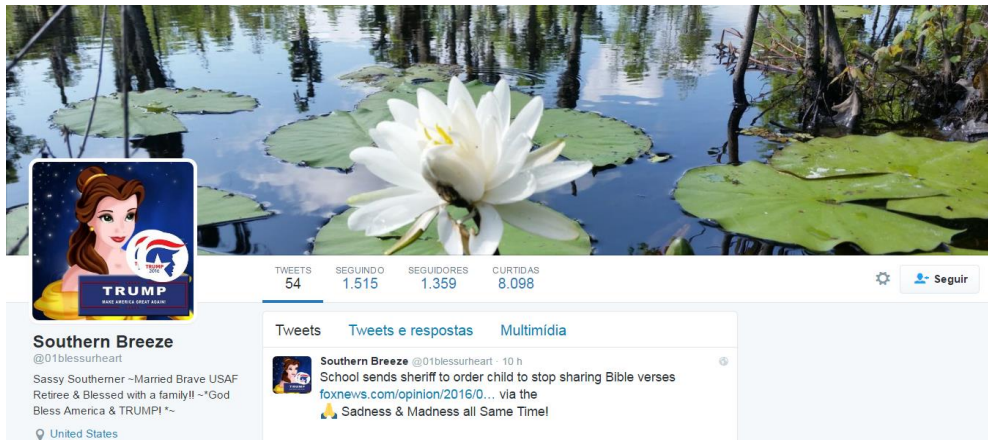 TRUMP
2016
TRUMP
MAKE AMERICA GREAT AGAIN!
TWEETS SEGUINDO SEGUIDORES CURTIDAS
54 1.515 1.359 8.098
Seguir
Southern Breeze
@01blessurheart
Sassy Southerner ~Married Brave USAF
Retiree & Blessed with a family!! ~*God
Bless America & TRUMP! *~
United States
Tweets Tweets e respostas Multimídia
Southern Breeze @01blessurheart · 10 h
School sends sheriff to order child to stop sharing Bible verses
foxnews.com/opinion/2016/0... via the
🙏 Sadness & Madness all Same Time!